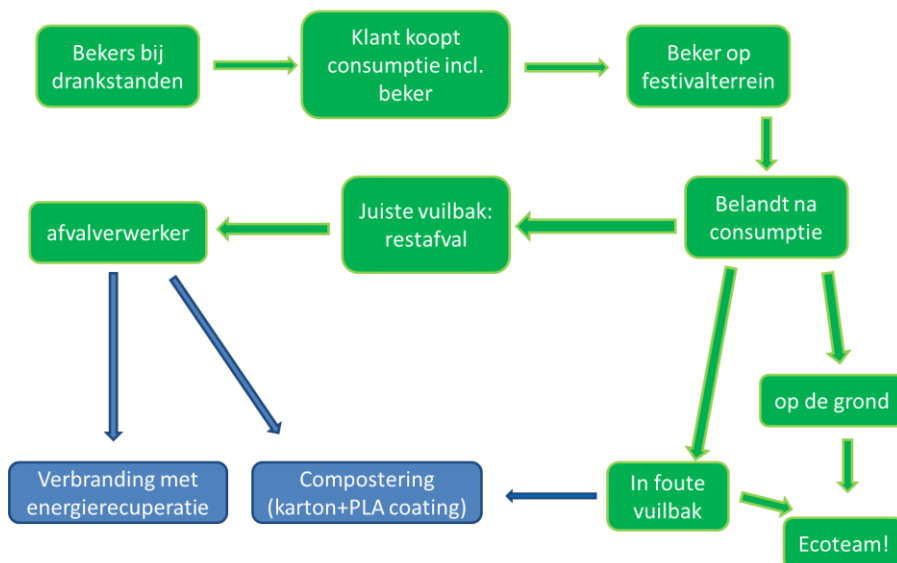 Bekers bij
drankstanden
Klant koopt
consumptie incl.
beker
Beker op
festivalterrein
Belandt na
consumptie
Juiste vuilbak:
restafval
afvalverwerker
op de grond
Verbranding met
energierecuperatie
Compostering
(karton+PLA coating)
In foute
vuilbak
Ecoteam!